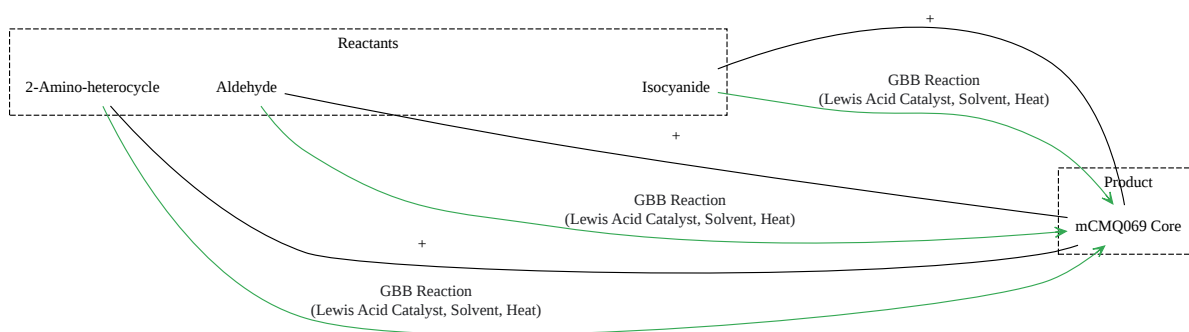 +
Reactants
2-Amino-heterocycle
Aldehyde
Isocyanide
GBB Reaction
(Lewis Acid Catalyst, Solvent, Heat)
+
Product
mCMQ069 Core
GBB Reaction
(Lewis Acid Catalyst, Solvent, Heat)
+
GBB Reaction
(Lewis Acid Catalyst, Solvent, Heat)